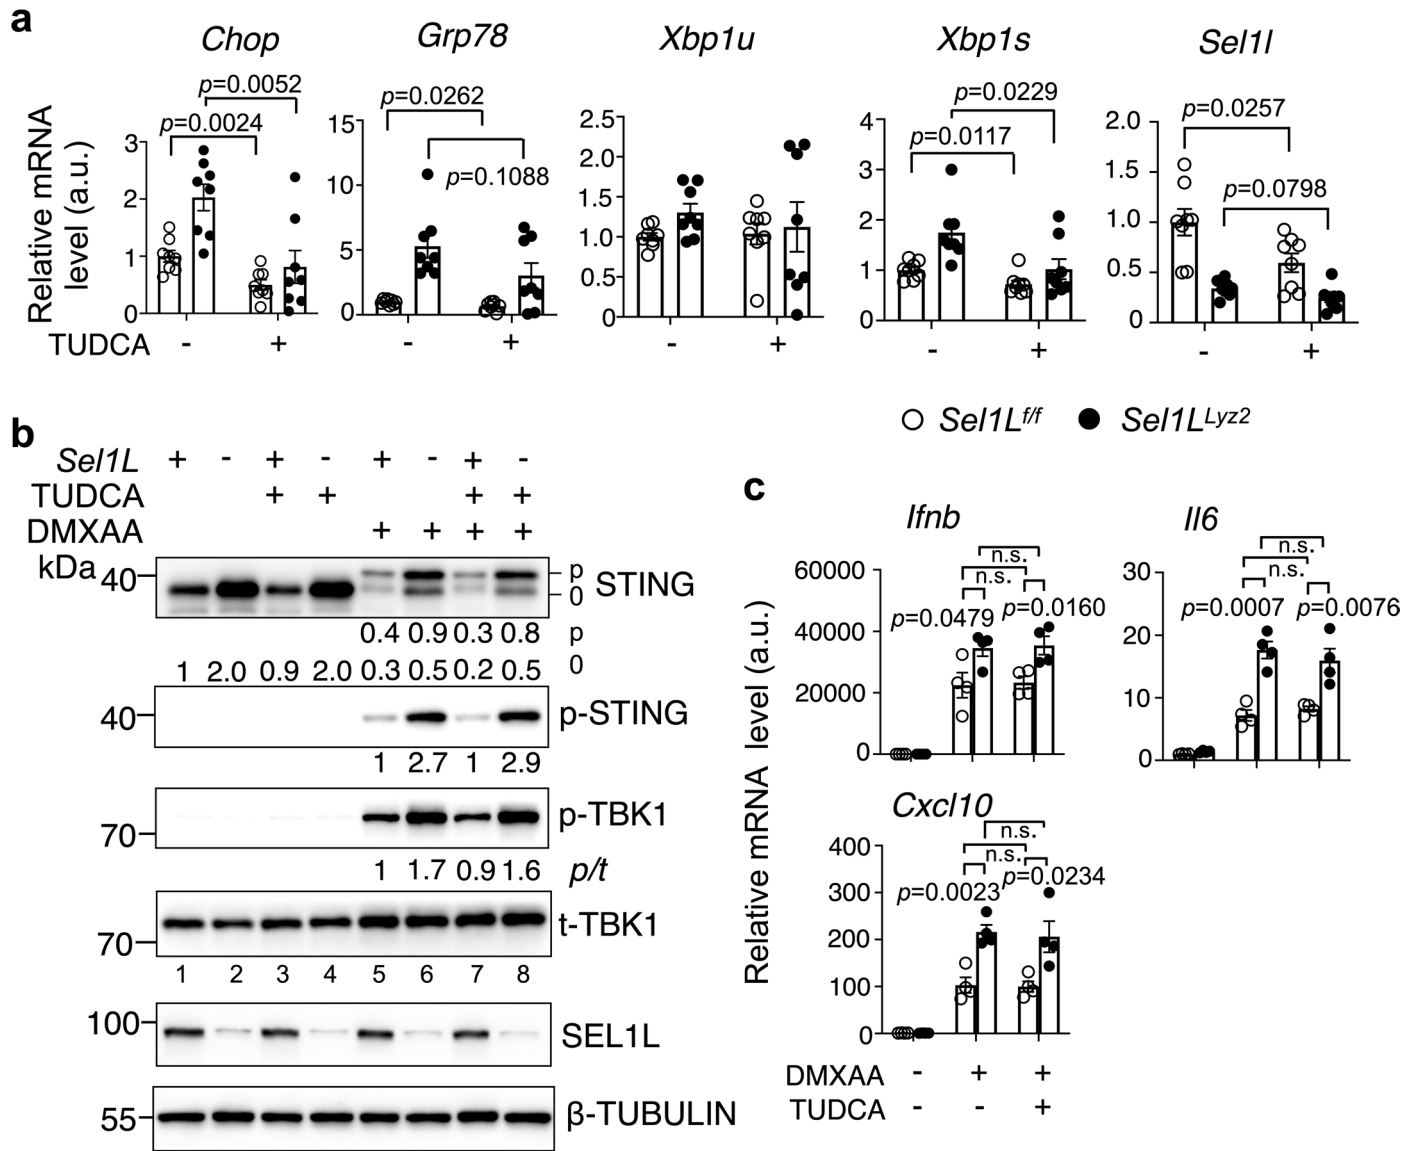 a
Chop Grp78 Xbp1u Xbp1s Sel1l
Relative mRNA level (a.u.)
p=0.0052
p=0.0024
3
2
1
0
p=0.0262
p=0.1088
15
10
5
0
2.5
2.0
1.5
1.0
0.5
0
p=0.0229
p=0.0117
4
3
2
1
0
p=0.0257
p=0.0798
2.0
1.5
1.0
0.5
0
TUDCA - + - + - + - + - +
Sel1L^f/f Sel1L^Lyz2
b
Sel1L + - + - + - + -
TUDCA + + + +
DMXAA + + + +
kDa
40 p 0 STING
0.4 0.9 0.3 0.8 p
1 2.0 0.9 2.0 0.3 0.5 0.2 0.5 0
40 p-STING
1 2.7 1 2.9
70 p-TBK1
1 1.7 0.9 1.6 p/t
70 t-TBK1
1 2 3 4 5 6 7 8
100 SEL1L
55 β-TUBULIN
c
Relative mRNA level (a.u.)
Ifnb
n.s.
n.s.
p=0.0479 p=0.0160
60000
40000
20000
0
Il6
n.s.
n.s.
p=0.0007 p=0.0076
30
20
10
0
Cxcl10
n.s.
n.s.
p=0.0023 p=0.0234
400
300
200
100
0
DMXAA - + +
TUDCA - - +